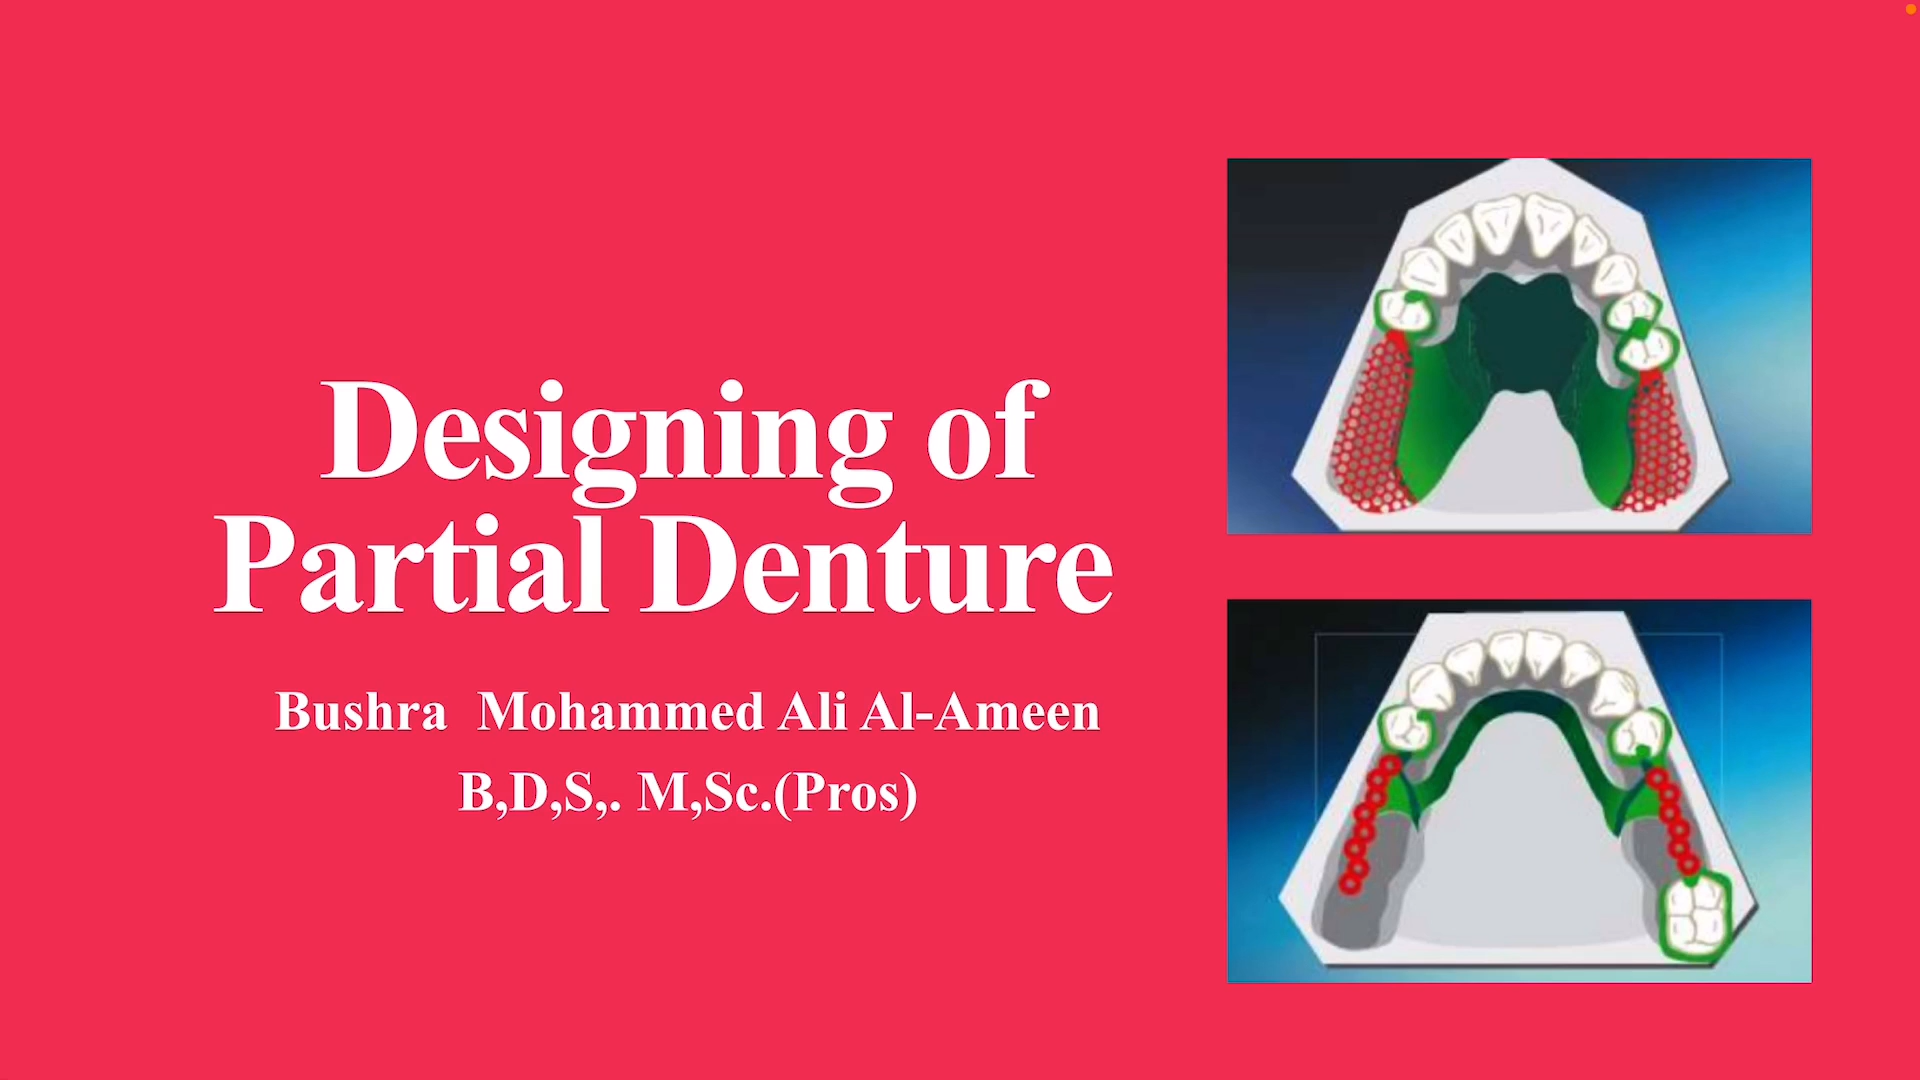 Designing of
Partial Denture
Bushra  Mohammed Ali Al-Ameen
B,D,S,. M,Sc.(Pros)